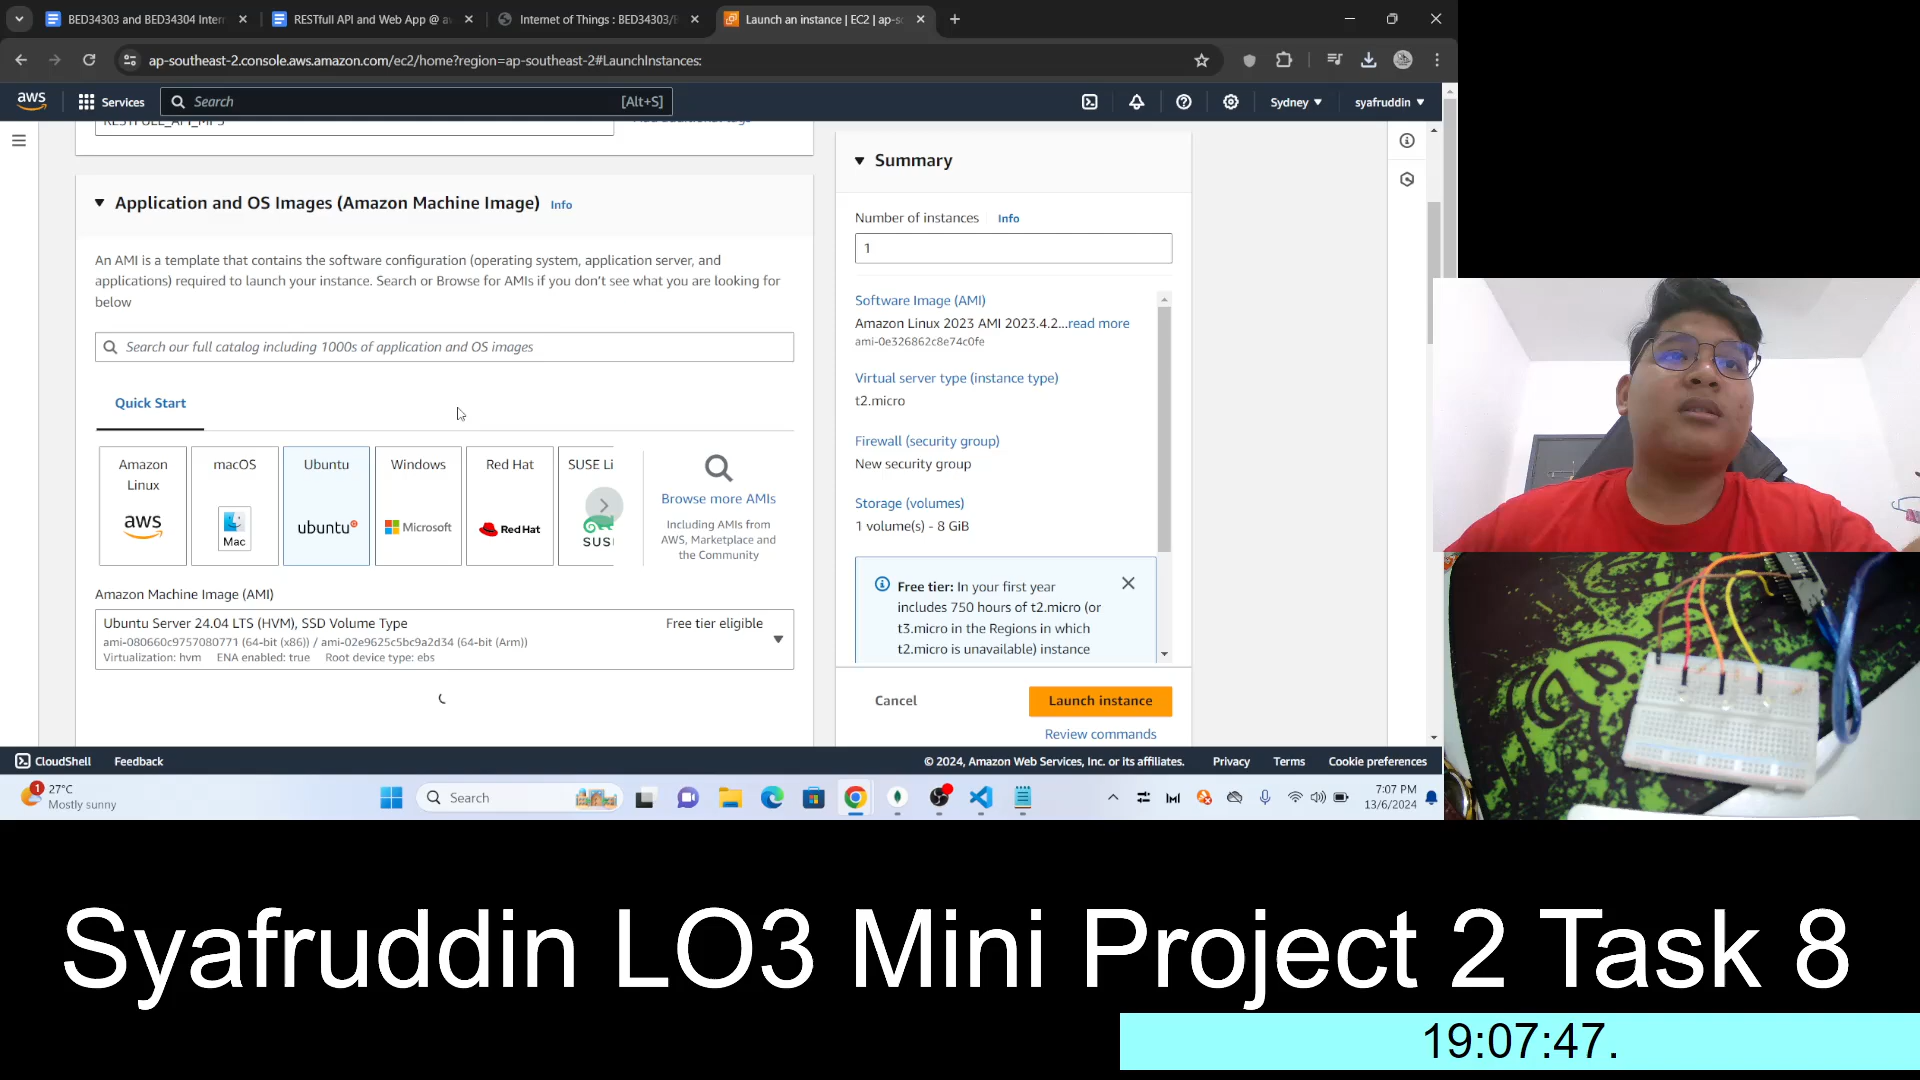 BED34303 and BED34304 Inter
RESTfull API and Web App @ a
Internet of Things : BED34303/
Launch an instance | EC2 | ap-s
ap-southeast-2.console.aws.amazon.com/ec2/home?region=ap-southeast-2#LaunchInstances:
aws
Services
Search
[Alt+S]
Sydney
syafruddin
Application and OS Images (Amazon Machine Image)
Info
An AMI is a template that contains the software configuration (operating system, application server, and
applications) required to launch your instance. Search or Browse for AMIs if you don't see what you are looking for
below
Search our full catalog including 1000s of application and OS images
Quick Start
Amazon
Linux
aws
macOS
Mac
Ubuntu
ubuntu
Windows
Microsoft
Red Hat
RedHat
SUSE Li
SUS
Browse more AMIs
Including AMIs from
AWS, Marketplace and
the Community
Amazon Machine Image (AMI)
Ubuntu Server 24.04 LTS (HVM), SSD Volume Type
Free tier eligible
ami-080660c9757080771 (64-bit (x86)) / ami-02e9625c5bc9a2d34 (64-bit (Arm))
Virtualization: hvm ENA enabled: true Root device type: ebs
Summary
Number of instances
Info
1
Software Image (AMI)
Amazon Linux 2023 AMI 2023.4.2...read more
ami-0e326862c8e74c0fe
Virtual server type (instance type)
t2.micro
Firewall (security group)
New security group
Storage (volumes)
1 volume(s) - 8 GiB
Free tier: In your first year
includes 750 hours of t2.micro (or
t3.micro in the Regions in which
t2.micro is unavailable) instance
Cancel
Launch instance
Review commands
CloudShell
Feedback
© 2024, Amazon Web Services, Inc. or its affiliates.
Privacy
Terms
Cookie preferences
1
27°C
Mostly sunny
Search
7:07 PM
13/6/2024
Syafruddin LO3 Mini Project 2 Task 8
19:07:47.